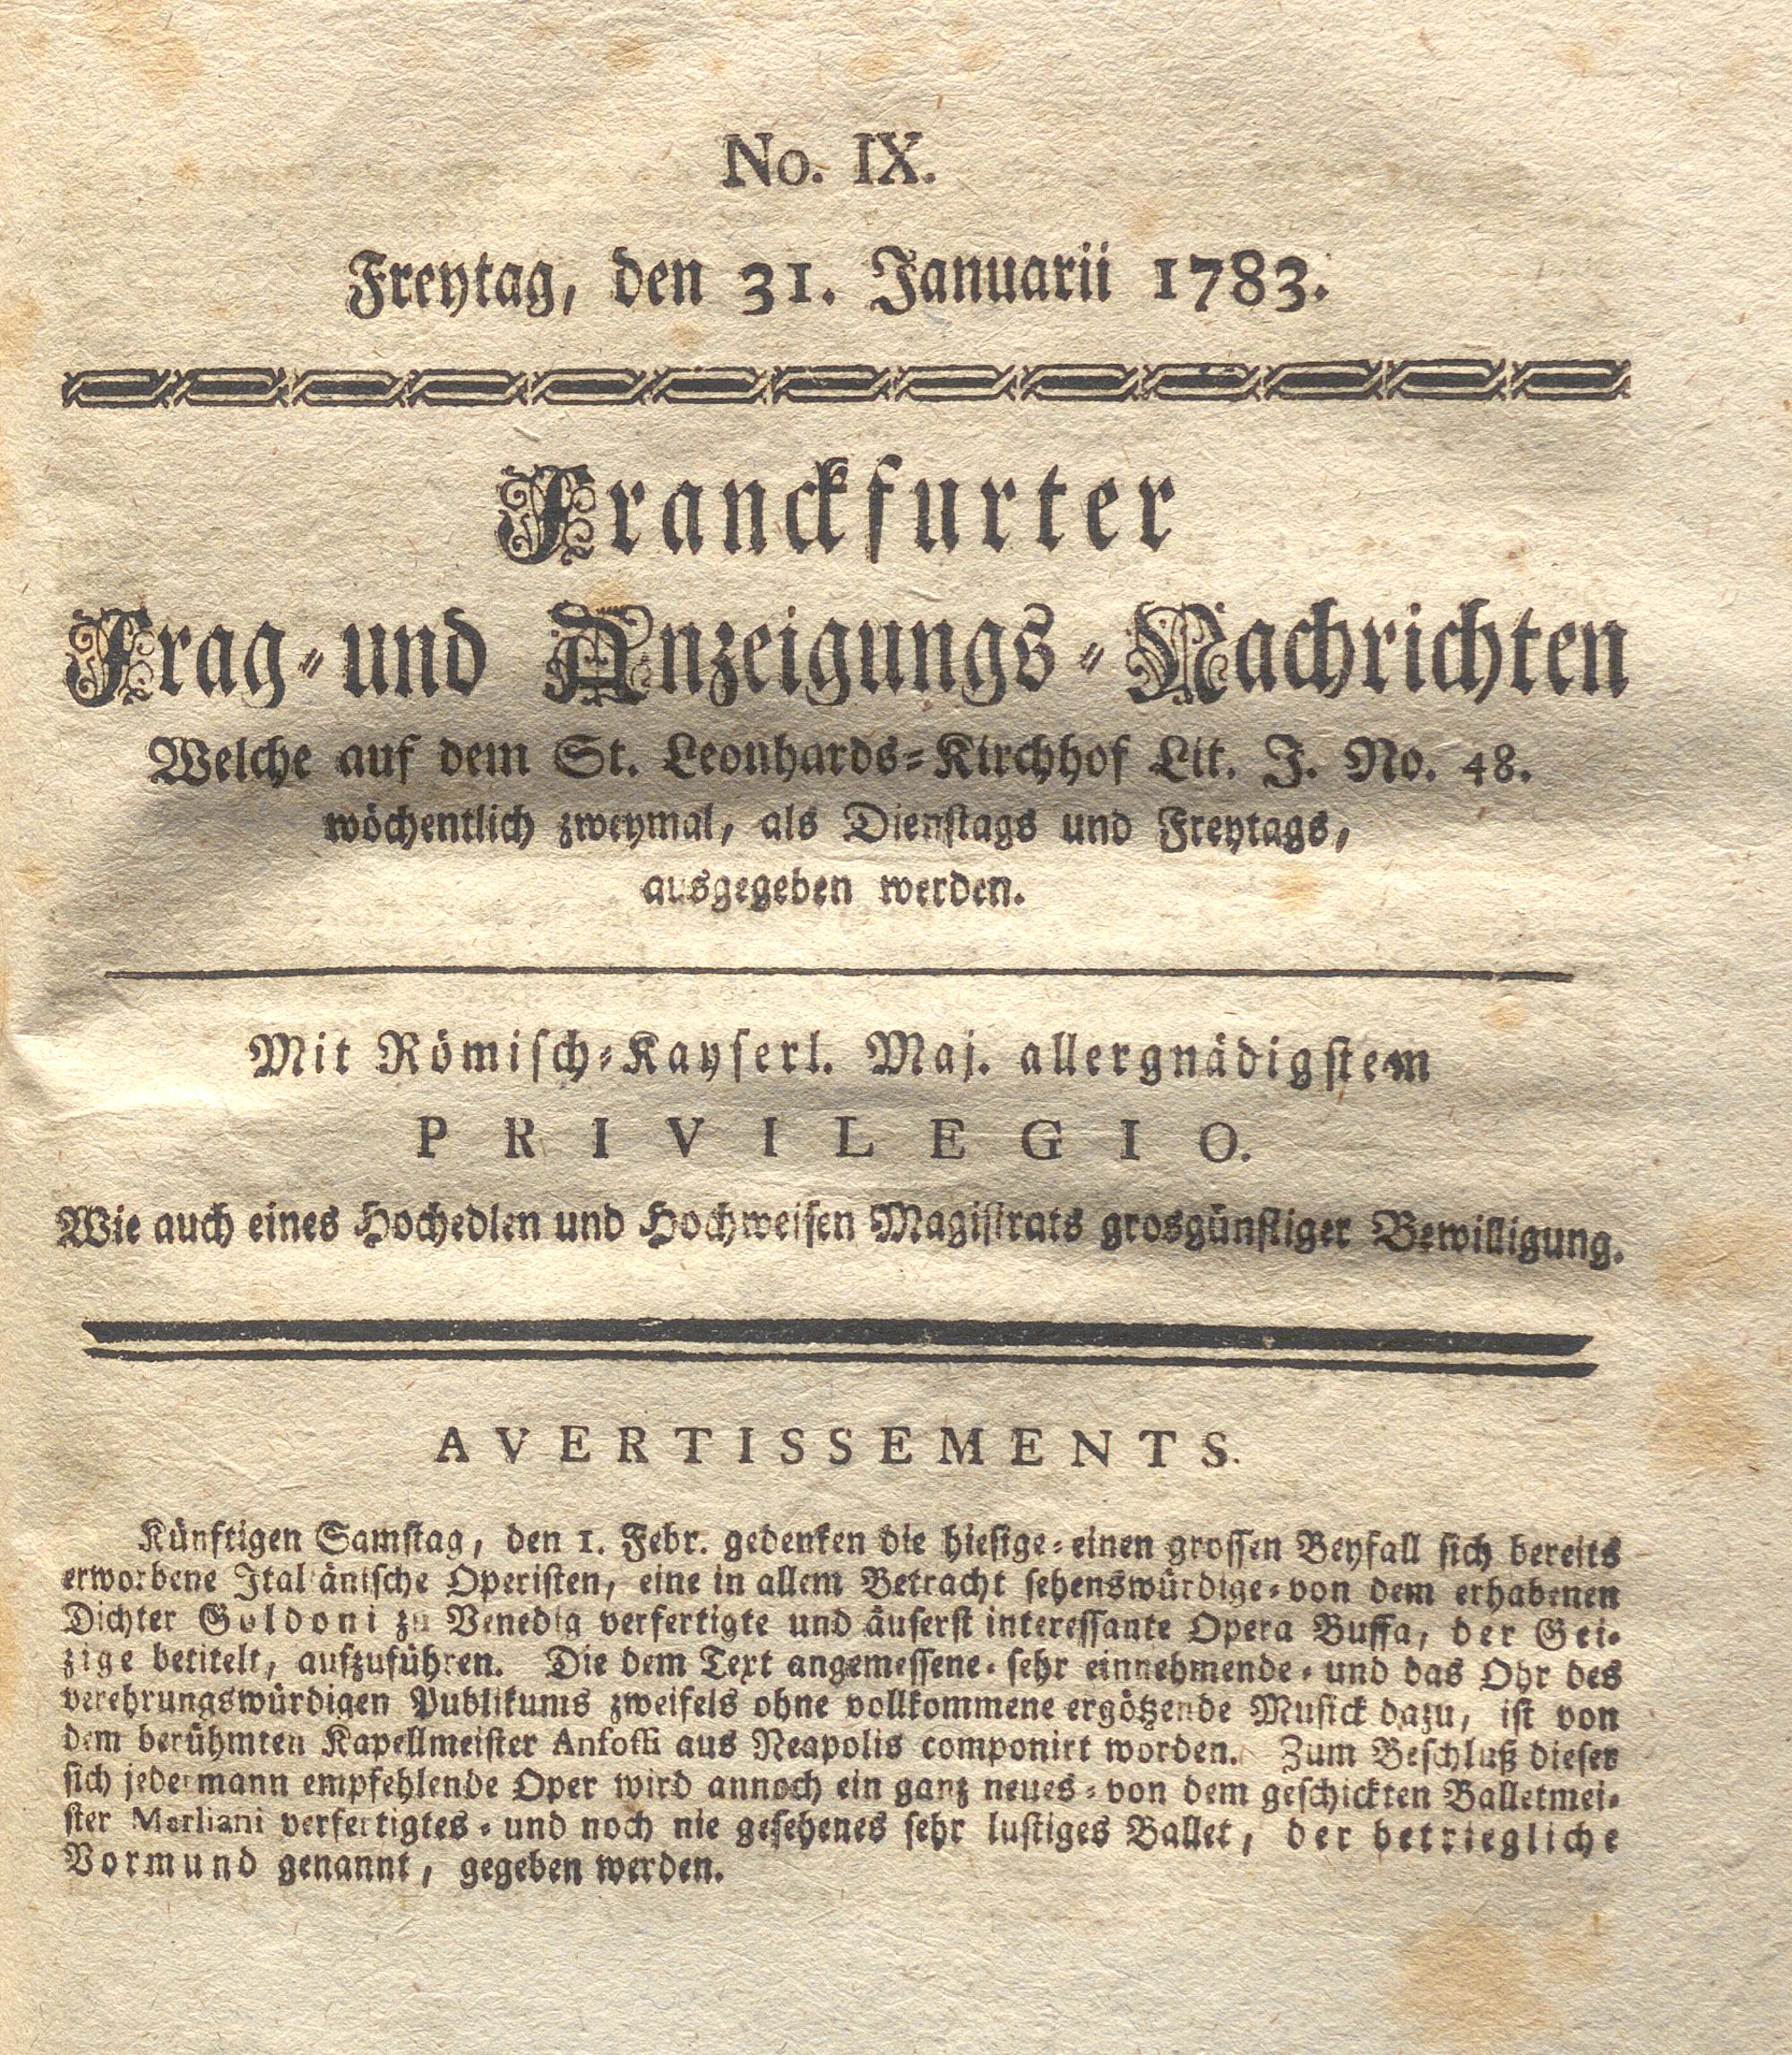 No. IX.
Freytag, den 31. Januarii 1783.
Franckfurter
Frag-und Anzeigungs-Nachrichten
Welche auf dem St. Leonhards-Kirchhof Lit. J. No. 48.
wöchentlich zweymal, als Dienstags und Freytags,
ausgegeben werden.
Mit Römisch-Kayserl. Maj. allergnädigstem
PRIVILEGIO.
Wie auch eines Hochedlen und Hochweisen Magistrats grosgünstiger Bewilligung.
AVERTISSEMENTS.
Künftigen Samstag, den 1. Febr. gedenken die hiesige-einen grossen Beyfall sich bereits
erworbene Italiänische Operisten, eine in allem Betracht sehenswürdige-von dem erhabenen
Dichter Goldoni zu Venedig verfertigte und äuserst interessante Opera Buffa, der Gei-
zige betitelt, aufzuführen. Die dem Text angemessene-sehr einnehmende-und das Ohr des
verehrungswürdigen Publikums zweifels ohne vollkommene ergötzende Musick dazu, ist von
dem berühmten Kapellmeister Anfossi aus Neapolis componirt worden. Zum Beschluß dieser
sich jedermann empfehlende Oper wird annoch ein ganz neues-von dem geschickten Balletmei-
ster Merliani verfertigtes-und noch nie gesehenes sehr lustiges Ballet, der betriegliche
Vormund genannt, gegeben werden.